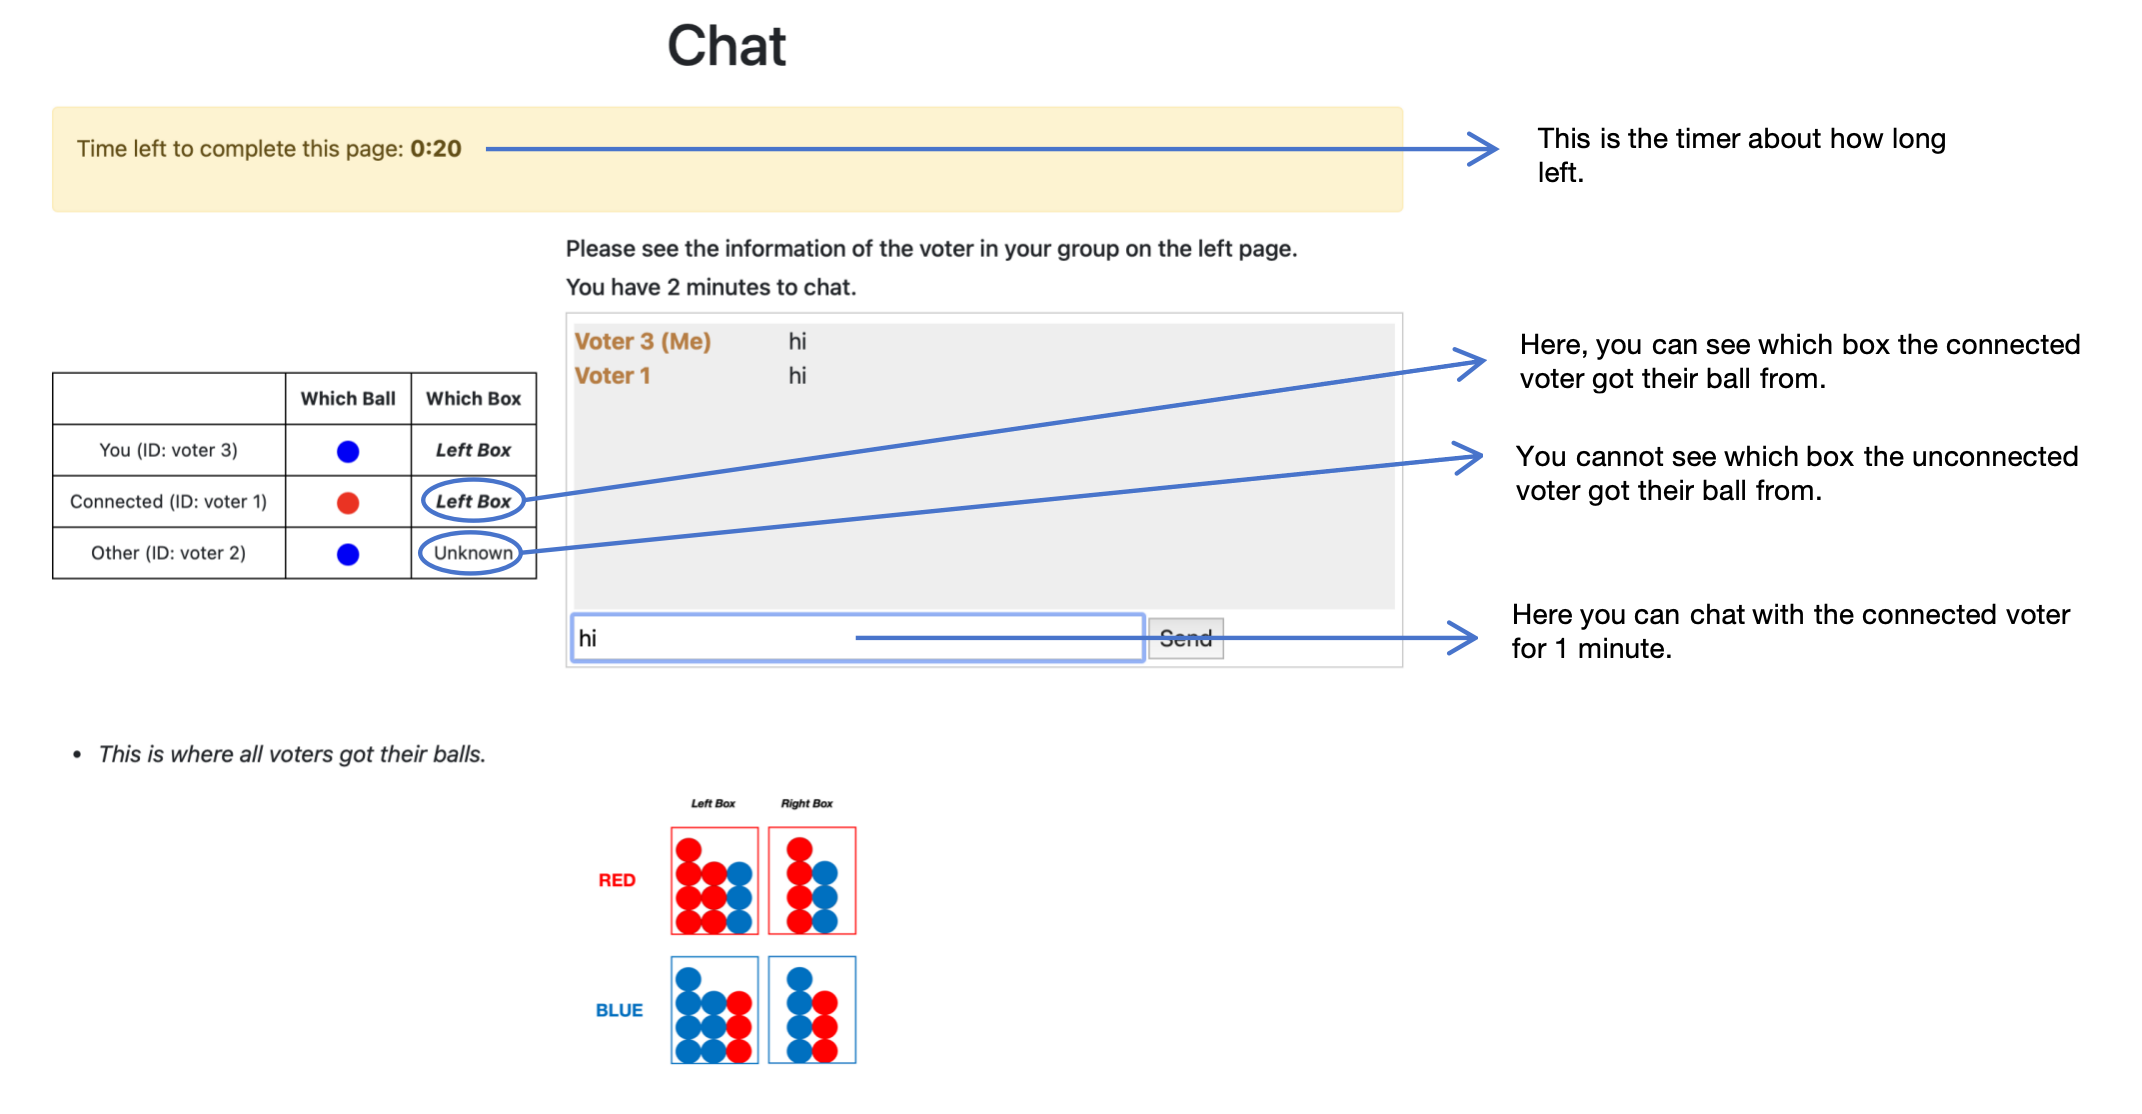 Chat
Time left to complete this page: 0:20
This is the timer about how long
left.
Please see the information of the voter in your group on the left page.
You have 2 minutes to chat.
Voter 3 (Me) hi
Voter 1 hi
Here, you can see which box the connected
voter got their ball from.
Which Ball Which Box
You (ID: voter 3) Left Box
Connected (ID: voter 1) Left Box
Other (ID: voter 2) Unknown
You cannot see which box the unconnected
voter got their ball from.
hi Send
Here you can chat with the connected voter
for 1 minute.
• This is where all voters got their balls.
Left Box Right Box
RED
BLUE